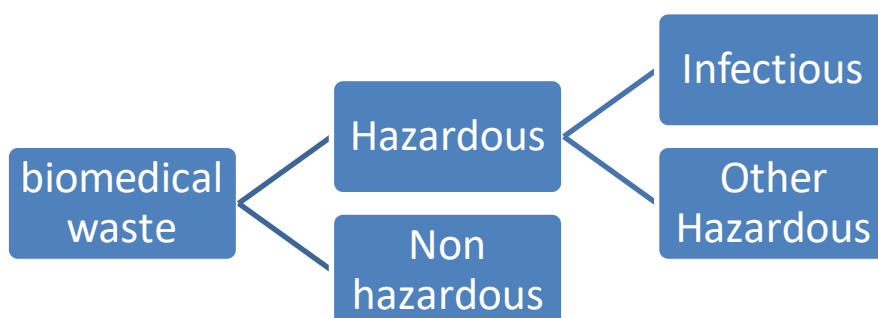 biomedical
waste
Hazardous
Non
hazardous
Infectious
Other
Hazardous